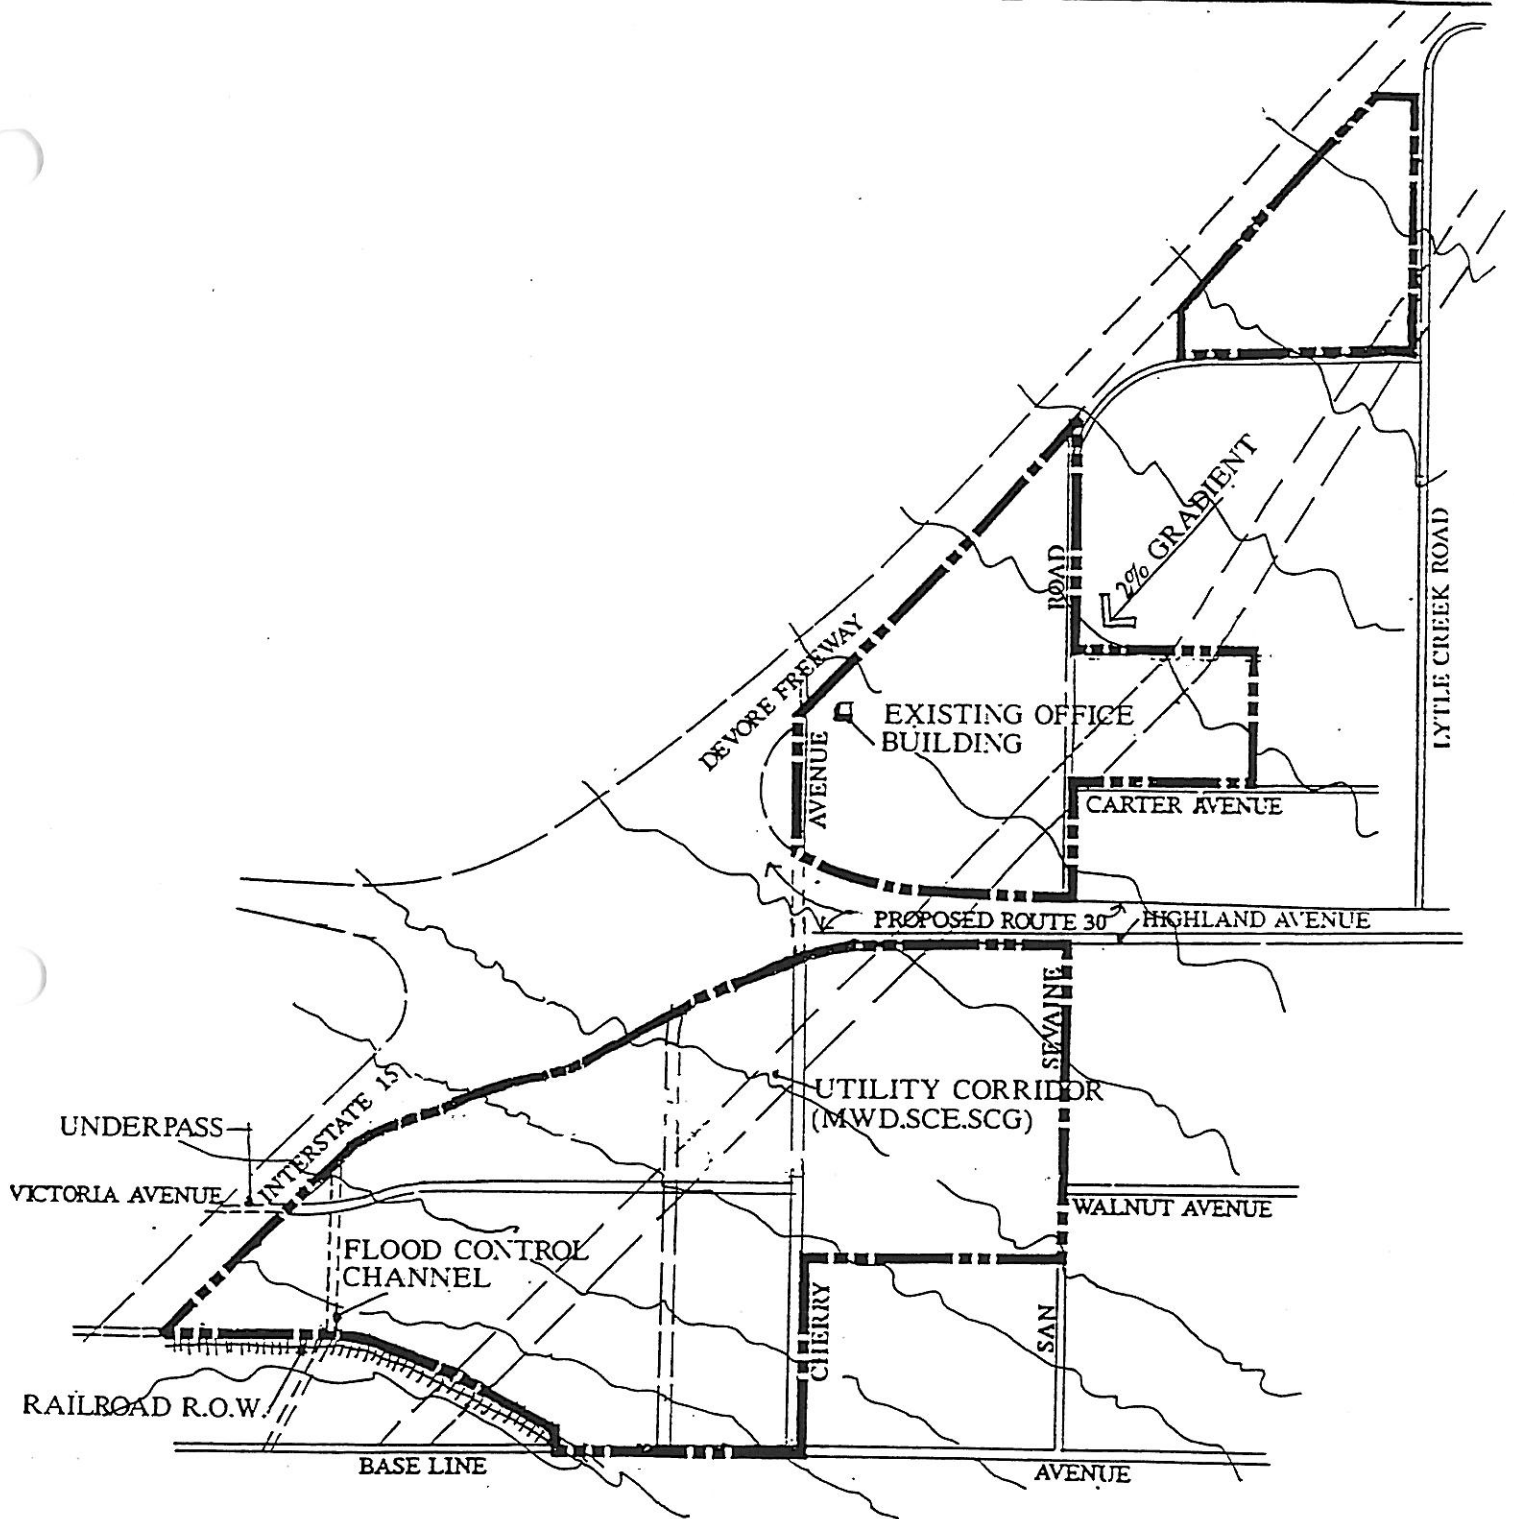 2% GRADIENT
ROAD
LYTLE CREEK ROAD
DEVORE FREEWAY
EXISTING OFFICE
BUILDING
AVENUE
CARTER AVENUE
PROPOSED ROUTE 30
HIGHLAND AVENUE
SEVAINE
INTERSTATE 15
UTILITY CORRIDOR
(MWD.SCE.SCG)
UNDERPASS
VICTORIA AVENUE
WALNUT AVENUE
FLOOD CONTROL
CHANNEL
CHERRY
SAN
RAILROAD R.O.W.
BASE LINE
AVENUE